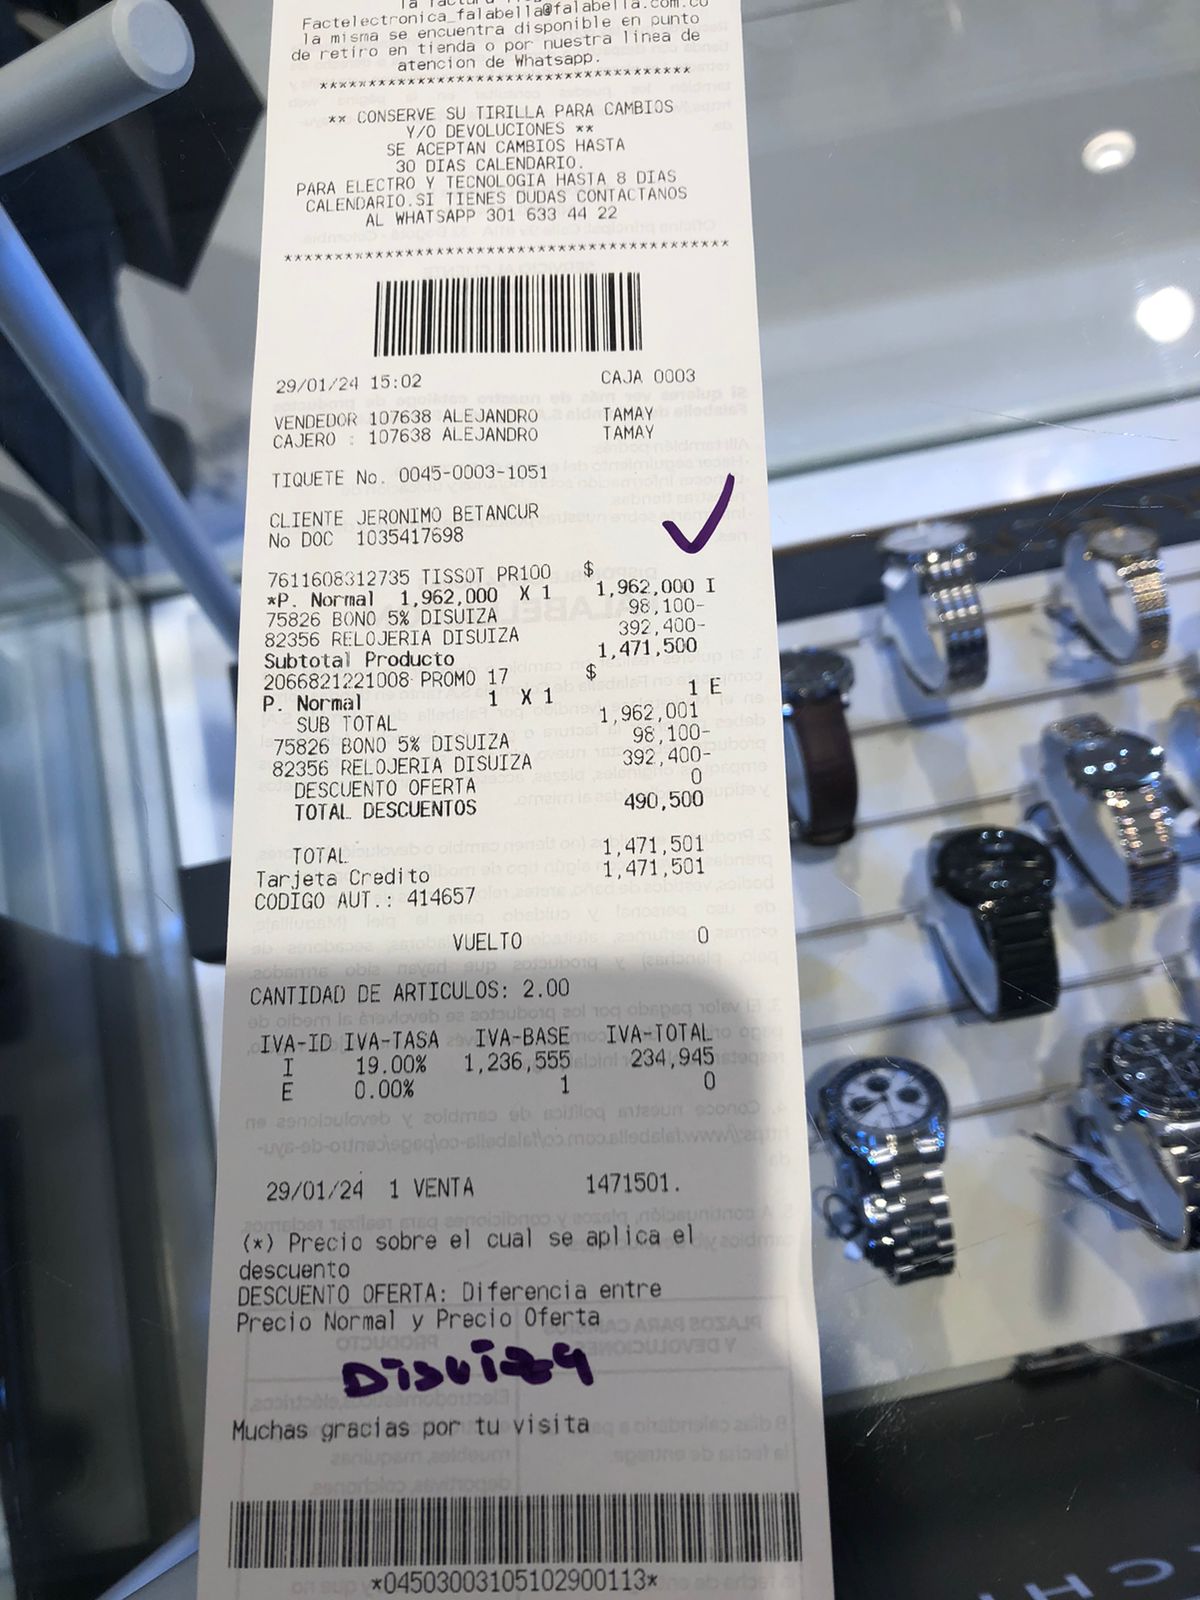 la factura
Factelectronica_falabella@falabella.com.co
la misma se encuentra disponible en punto
de retiro en tienda o por nuestra linea de
atencion de Whatsapp.
** CONSERVE SU TIRILLA PARA CAMBIOS
Y/O DEVOLUCIONES **
SE ACEPTAN CAMBIOS HASTA
30 DIAS CALENDARIO.
PARA ELECTRO Y TECNOLOGIA HASTA 8 DIAS
CALENDARIO.SI TIENES DUDAS CONTACTANOS
AL WHATSAPP 301 633 44 22
29/01/24 15:02 CAJA 0003
VENDEDOR 107638 ALEJANDRO TAMAY
CAJERO : 107638 ALEJANDRO TAMAY
TIQUETE No. 0045-0003-1051
CLIENTE JERONIMO BETANCUR
No DOC 1035417698
7611608312735 TISSOT PR100 $
*P. Normal 1,962,000 X 1 1,962,000 I
75826 BONO 5% DISUIZA 98,100-
82356 RELOJERIA DISUIZA 392,400-
Subtotal Producto 1,471,500
2066821221008 PROMO 17 $
P. Normal 1 X 1 1 E
SUB TOTAL 1,962,001
75826 BONO 5% DISUIZA 98,100-
82356 RELOJERIA DISUIZA 392,400-
DESCUENTO OFERTA 0
TOTAL DESCUENTOS 490,500
TOTAL 1,471,501
Tarjeta Credito 1,471,501
CODIGO AUT.: 414657
VUELTO 0
CANTIDAD DE ARTICULOS: 2.00
IVA-ID IVA-TASA IVA-BASE IVA-TOTAL
I 19.00% 1,236,555 234,945
E 0.00% 1 0
29/01/24 1 VENTA 1471501.
(*) Precio sobre el cual se aplica el
descuento
DESCUENTO OFERTA: Diferencia entre
Precio Normal y Precio Oferta
Disuiza
Muchas gracias por tu visita
*045030031051029001​13*